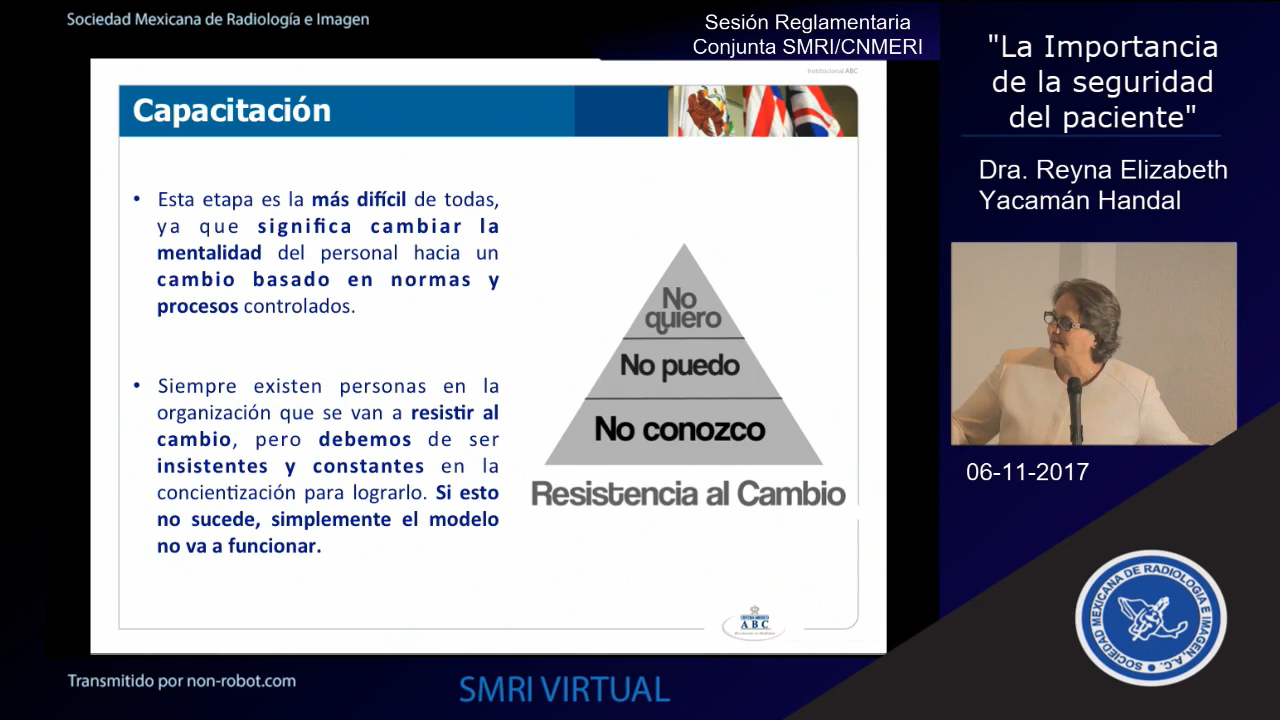 Sociedad Mexicana de Radiología e Imagen
Sesión Reglamentaria
Conjunta SMRI/CNMERI
"La Importancia
de la seguridad
del paciente"
Dra. Reyna Elizabeth
Yacamán Handal
06-11-2017
Institucional ABC
Capacitación
• Esta etapa es la más difícil de todas,
ya que significa cambiar la
mentalidad del personal hacia un
cambio basado en normas y
procesos controlados.
• Siempre existen personas en la
organización que se van a resistir al
cambio, pero debemos de ser
insistentes y constantes en la
concientización para lograrlo. Si esto
no sucede, simplemente el modelo
no va a funcionar.
No
quiero
No puedo
No conozco
Resistencia al Cambio
CENTRO MEDICO
ABC
SOCIEDAD MEXICANA DE RADIOLOGIA E IMAGEN, A.C.
Transmitido por non-robot.com
SMRI VIRTUAL